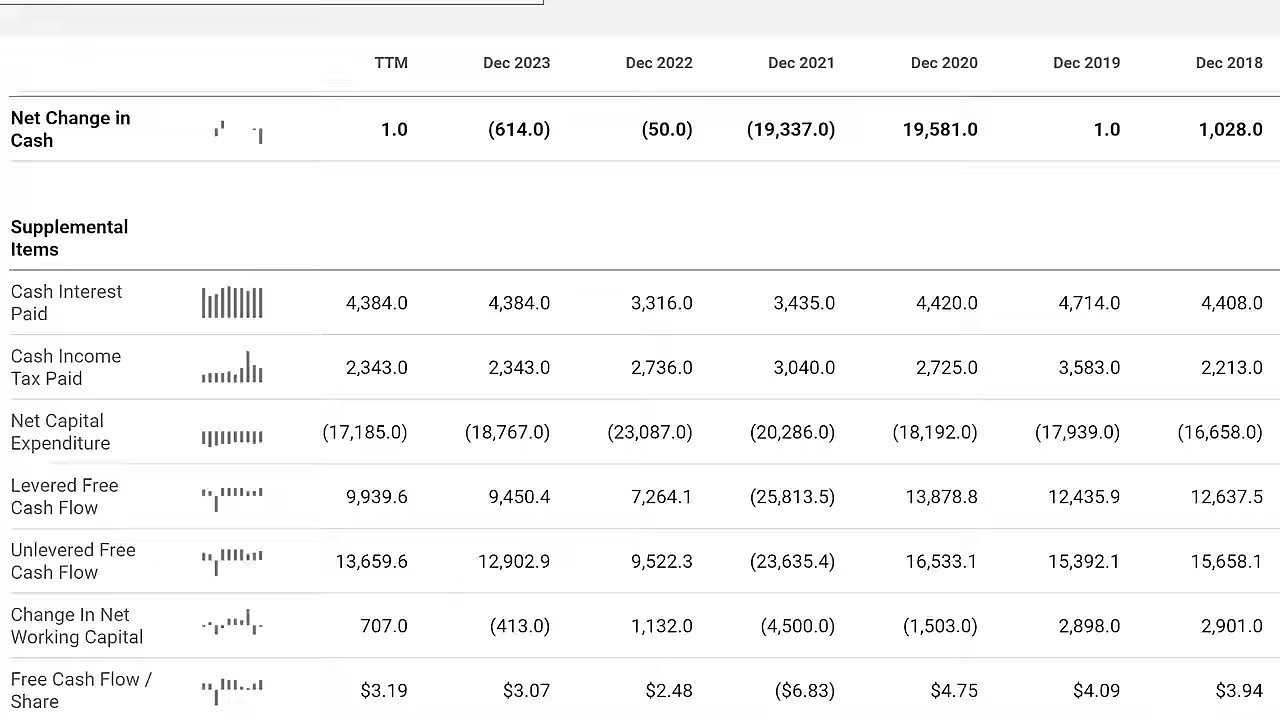 TTM Dec 2023 Dec 2022 Dec 2021 Dec 2020 Dec 2019 Dec 2018
Net Change in
Cash
1.0 (614.0) (50.0) (19,337.0) 19,581.0 1.0 1,028.0
Supplemental
Items
Cash Interest
Paid
4,384.0 4,384.0 3,316.0 3,435.0 4,420.0 4,714.0 4,408.0
Cash Income
Tax Paid
2,343.0 2,343.0 2,736.0 3,040.0 2,725.0 3,583.0 2,213.0
Net Capital
Expenditure
(17,185.0) (18,767.0) (23,087.0) (20,286.0) (18,192.0) (17,939.0) (16,658.0)
Levered Free
Cash Flow
9,939.6 9,450.4 7,264.1 (25,813.5) 13,878.8 12,435.9 12,637.5
Unlevered Free
Cash Flow
13,659.6 12,902.9 9,522.3 (23,635.4) 16,533.1 15,392.1 15,658.1
Change In Net
Working Capital
707.0 (413.0) 1,132.0 (4,500.0) (1,503.0) 2,898.0 2,901.0
Free Cash Flow /
Share
$3.19 $3.07 $2.48 ($6.83) $4.75 $4.09 $3.94